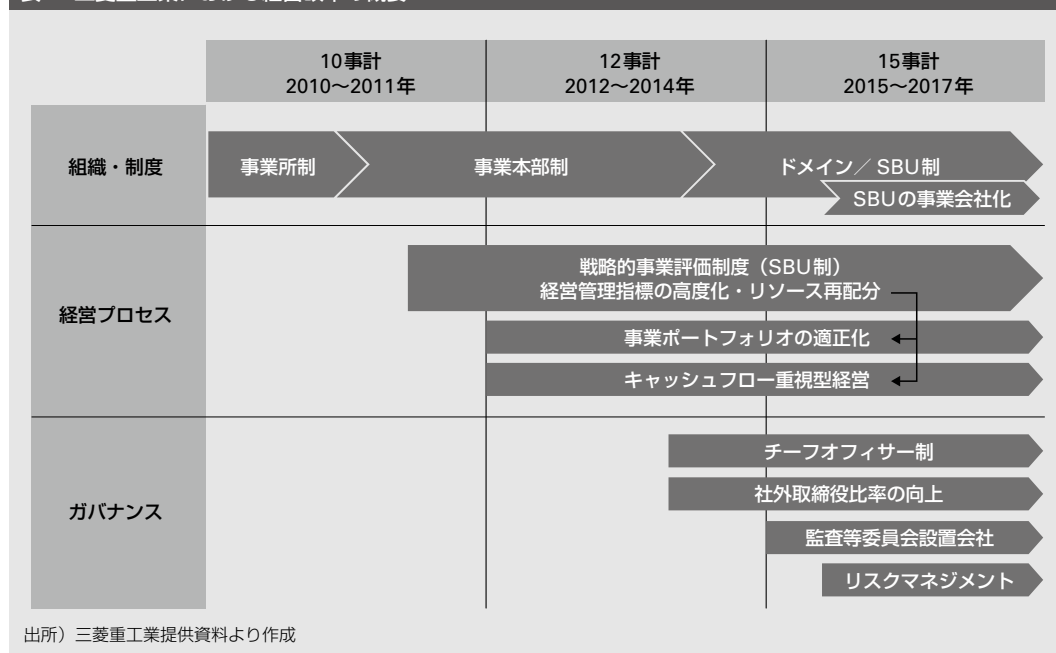 10事計
2010～2011年
12事計
2012～2014年
15事計
2015～2017年
組織・制度
事業所制
事業本部制
ドメイン／SBU制
SBUの事業会社化
経営プロセス
戦略的事業評価制度（SBU制）
経営管理指標の高度化・リソース再配分
事業ポートフォリオの適正化
キャッシュフロー重視型経営
ガバナンス
チーフオフィサー制
社外取締役比率の向上
監査等委員会設置会社
リスクマネジメント
出所）三菱重工業提供資料より作成